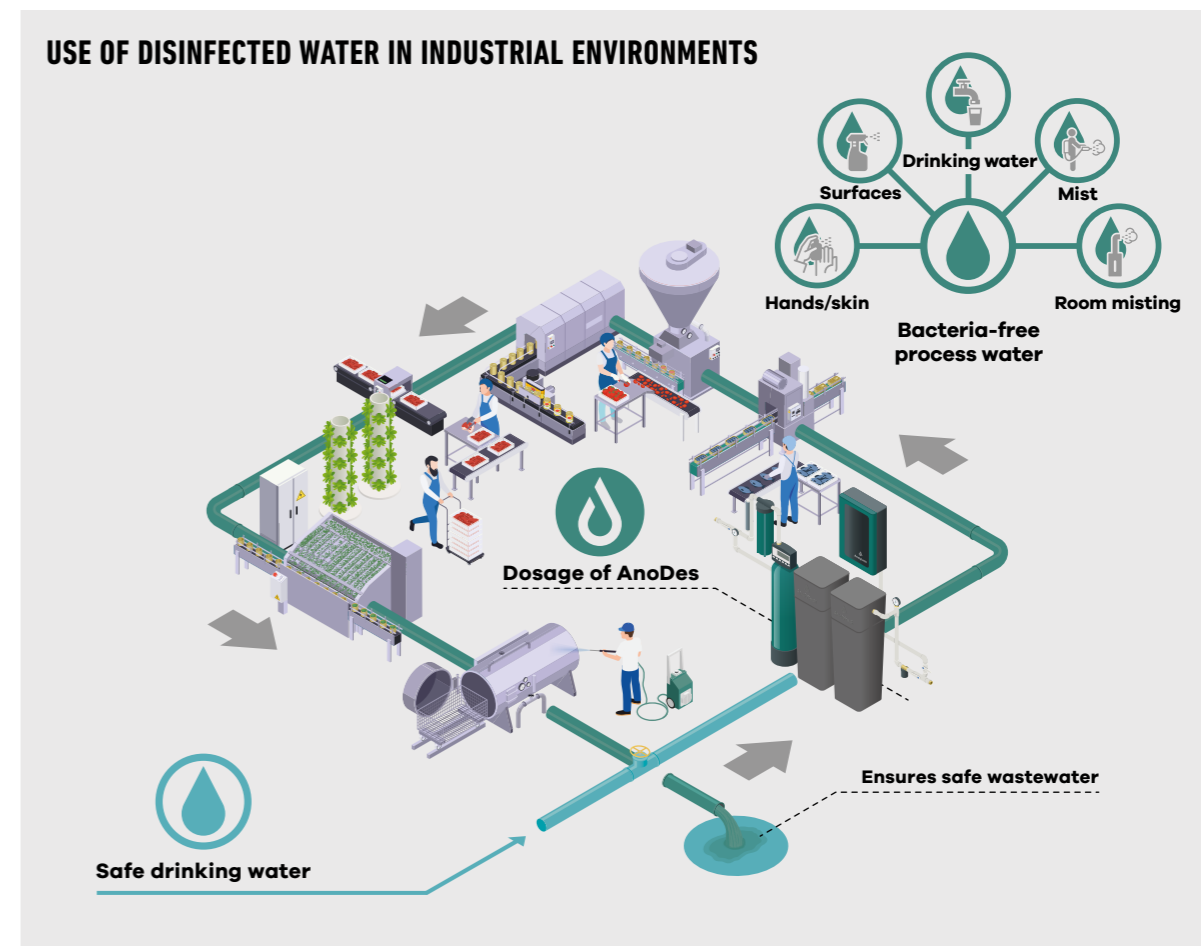 USE OF DISINFECTED WATER IN INDUSTRIAL ENVIRONMENTS
Drinking water
Surfaces
Mist
Hands/skin
Room misting
Bacteria-free
process water
Dosage of AnoDes
Ensures safe wastewater
Safe drinking water